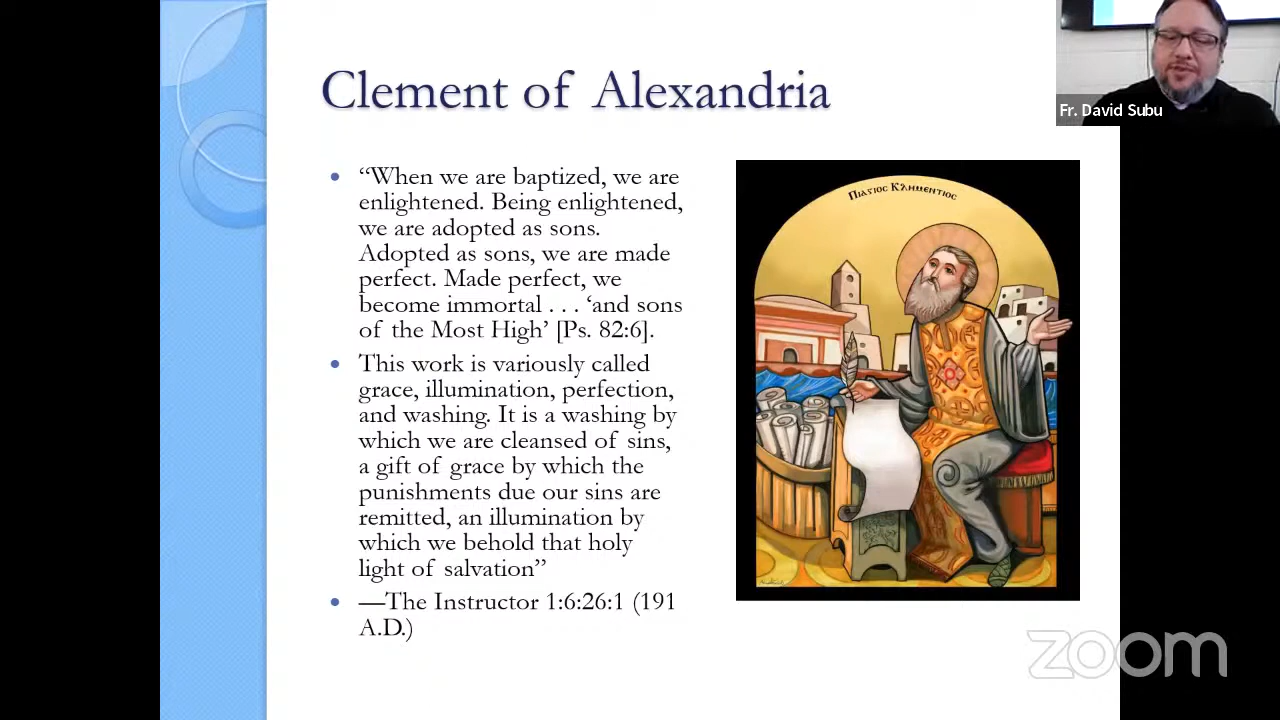 Clement of Alexandria
Fr. David Subu
“When we are baptized, we are
enlightened. Being enlightened,
we are adopted as sons.
Adopted as sons, we are made
perfect. Made perfect, we
become immortal . . . ‘and sons
of the Most High’ [Ps. 82:6].
This work is variously called
grace, illumination, perfection,
and washing. It is a washing by
which we are cleansed of sins,
a gift of grace by which the
punishments due our sins are
remitted, an illumination by
which we behold that holy
light of salvation”
—The Instructor 1:6:26:1 (191
A.D.)
Ⲡⲓⲁⲅⲓⲟⲥ Ⲕⲗⲏⲙⲉⲛⲧⲓⲟⲥ
zoom